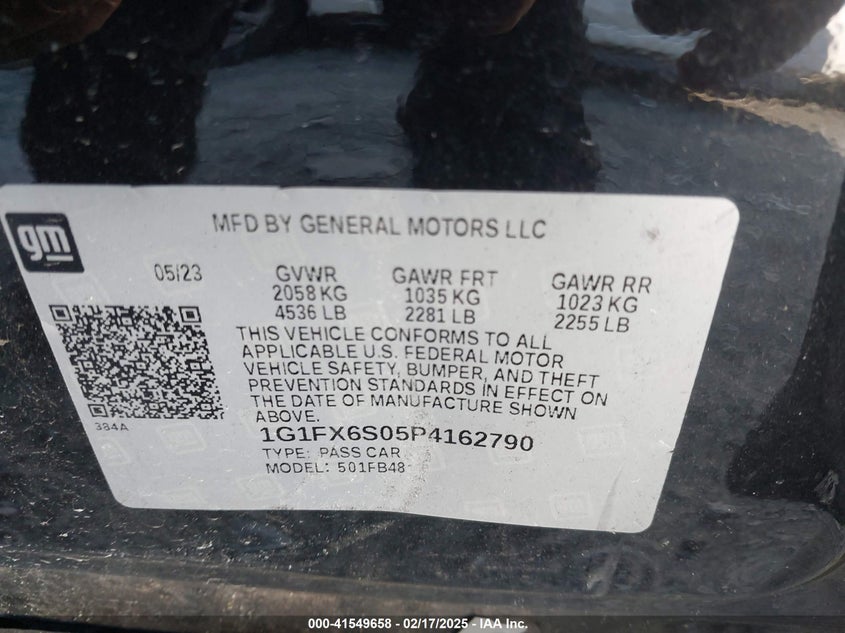 gm
MFD BY GENERAL MOTORS LLC
05/23
GVWR
2058 KG
4536 LB
GAWR FRT
1035 KG
2281 LB
GAWR RR
1023 KG
2255 LB
THIS VEHICLE CONFORMS TO ALL
APPLICABLE U.S. FEDERAL MOTOR
VEHICLE SAFETY, BUMPER, AND THEFT
PREVENTION STANDARDS IN EFFECT ON
THE DATE OF MANUFACTURE SHOWN
ABOVE.
384A
1G1FX6S05P4162790
TYPE: PASS CAR
MODEL: 501FB48
000-41549658 - 02/17/2025 - IAA Inc.